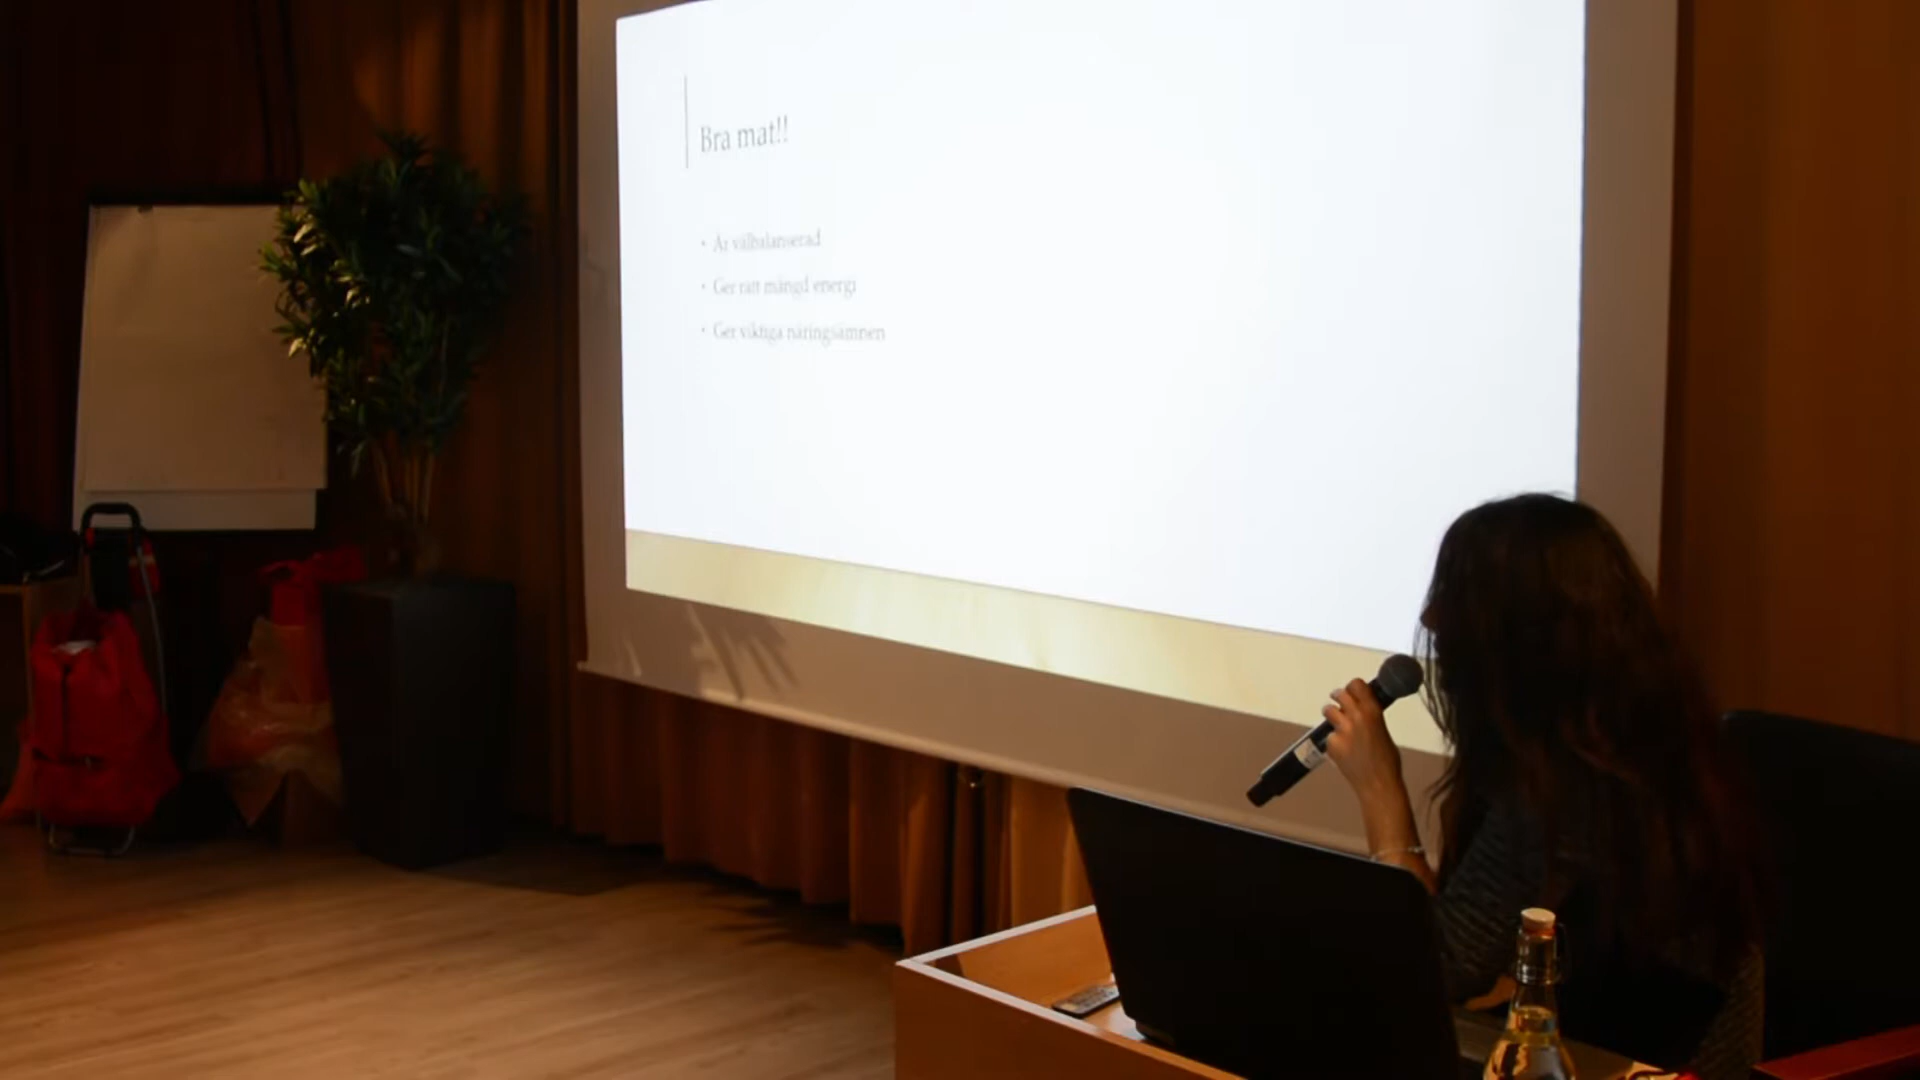 Bra mat!!
• Är välbalanserad
• Ger rätt mängd energi
• Ger viktiga näringsämnen